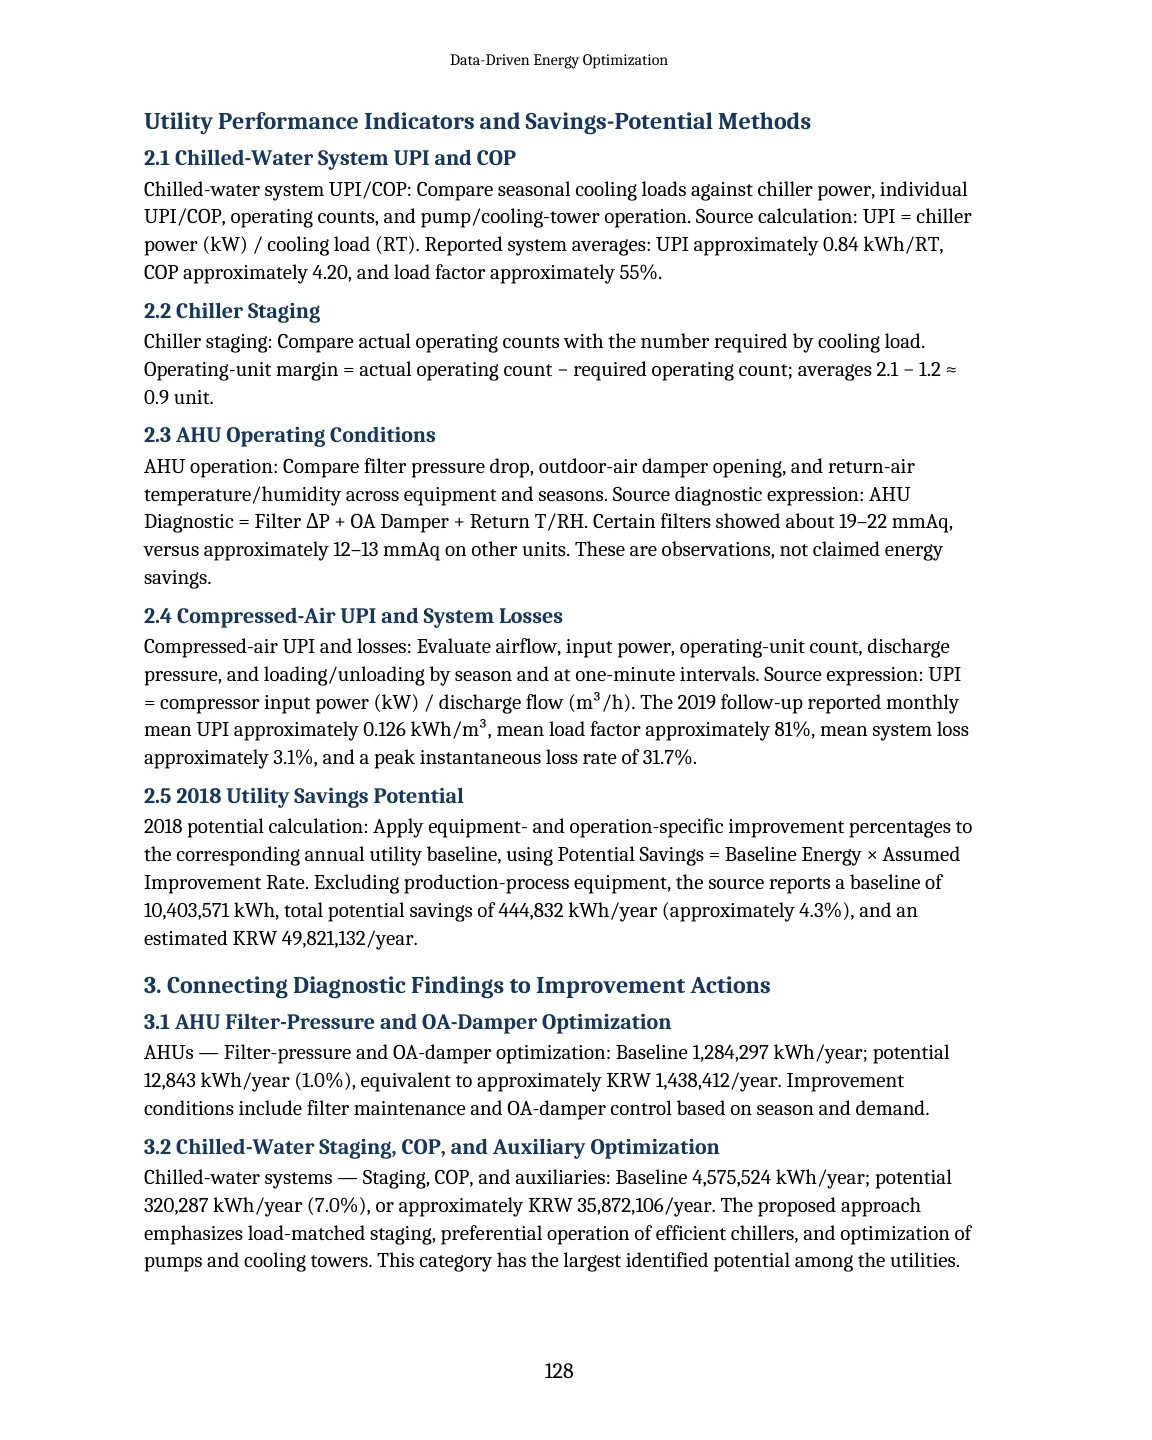 Data-Driven Energy Optimization
Utility Performance Indicators and Savings-Potential Methods
2.1 Chilled-Water System UPI and COP
Chilled-water system UPI/COP: Compare seasonal cooling loads against chiller power, individual
UPI/COP, operating counts, and pump/cooling-tower operation. Source calculation: UPI = chiller
power (kW) / cooling load (RT). Reported system averages: UPI approximately 0.84 kWh/RT,
COP approximately 4.20, and load factor approximately 55%.
2.2 Chiller Staging
Chiller staging: Compare actual operating counts with the number required by cooling load.
Operating-unit margin = actual operating count − required operating count; averages 2.1 − 1.2 ≈
0.9 unit.
2.3 AHU Operating Conditions
AHU operation: Compare filter pressure drop, outdoor-air damper opening, and return-air
temperature/humidity across equipment and seasons. Source diagnostic expression: AHU
Diagnostic = Filter ΔP + OA Damper + Return T/RH. Certain filters showed about 19–22 mmAq,
versus approximately 12–13 mmAq on other units. These are observations, not claimed energy
savings.
2.4 Compressed-Air UPI and System Losses
Compressed-air UPI and losses: Evaluate airflow, input power, operating-unit count, discharge
pressure, and loading/unloading by season and at one-minute intervals. Source expression: UPI
= compressor input power (kW) / discharge flow (m³/h). The 2019 follow-up reported monthly
mean UPI approximately 0.126 kWh/m³, mean load factor approximately 81%, mean system loss
approximately 3.1%, and a peak instantaneous loss rate of 31.7%.
2.5 2018 Utility Savings Potential
2018 potential calculation: Apply equipment- and operation-specific improvement percentages to
the corresponding annual utility baseline, using Potential Savings = Baseline Energy × Assumed
Improvement Rate. Excluding production-process equipment, the source reports a baseline of
10,403,571 kWh, total potential savings of 444,832 kWh/year (approximately 4.3%), and an
estimated KRW 49,821,132/year.
3. Connecting Diagnostic Findings to Improvement Actions
3.1 AHU Filter-Pressure and OA-Damper Optimization
AHUs — Filter-pressure and OA-damper optimization: Baseline 1,284,297 kWh/year; potential
12,843 kWh/year (1.0%), equivalent to approximately KRW 1,438,412/year. Improvement
conditions include filter maintenance and OA-damper control based on season and demand.
3.2 Chilled-Water Staging, COP, and Auxiliary Optimization
Chilled-water systems — Staging, COP, and auxiliaries: Baseline 4,575,524 kWh/year; potential
320,287 kWh/year (7.0%), or approximately KRW 35,872,106/year. The proposed approach
emphasizes load-matched staging, preferential operation of efficient chillers, and optimization of
pumps and cooling towers. This category has the largest identified potential among the utilities.
128